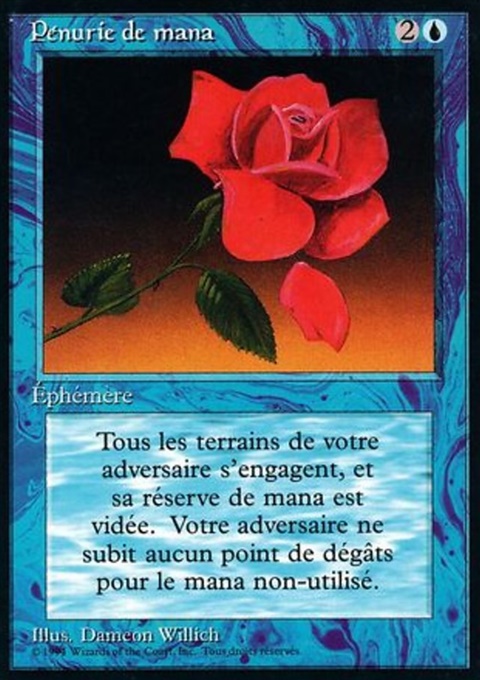 Pénurie de mana 2
Éphémère
Tous les terrains de votre
adversaire s'engagent, et
sa réserve de mana est
vidée. Votre adversaire ne
subit aucun point de dégâts
pour le mana non-utilisé.
Illus. Dameon Willich
© 1994 Wizards of the Coast, Inc. Tous droits réservés